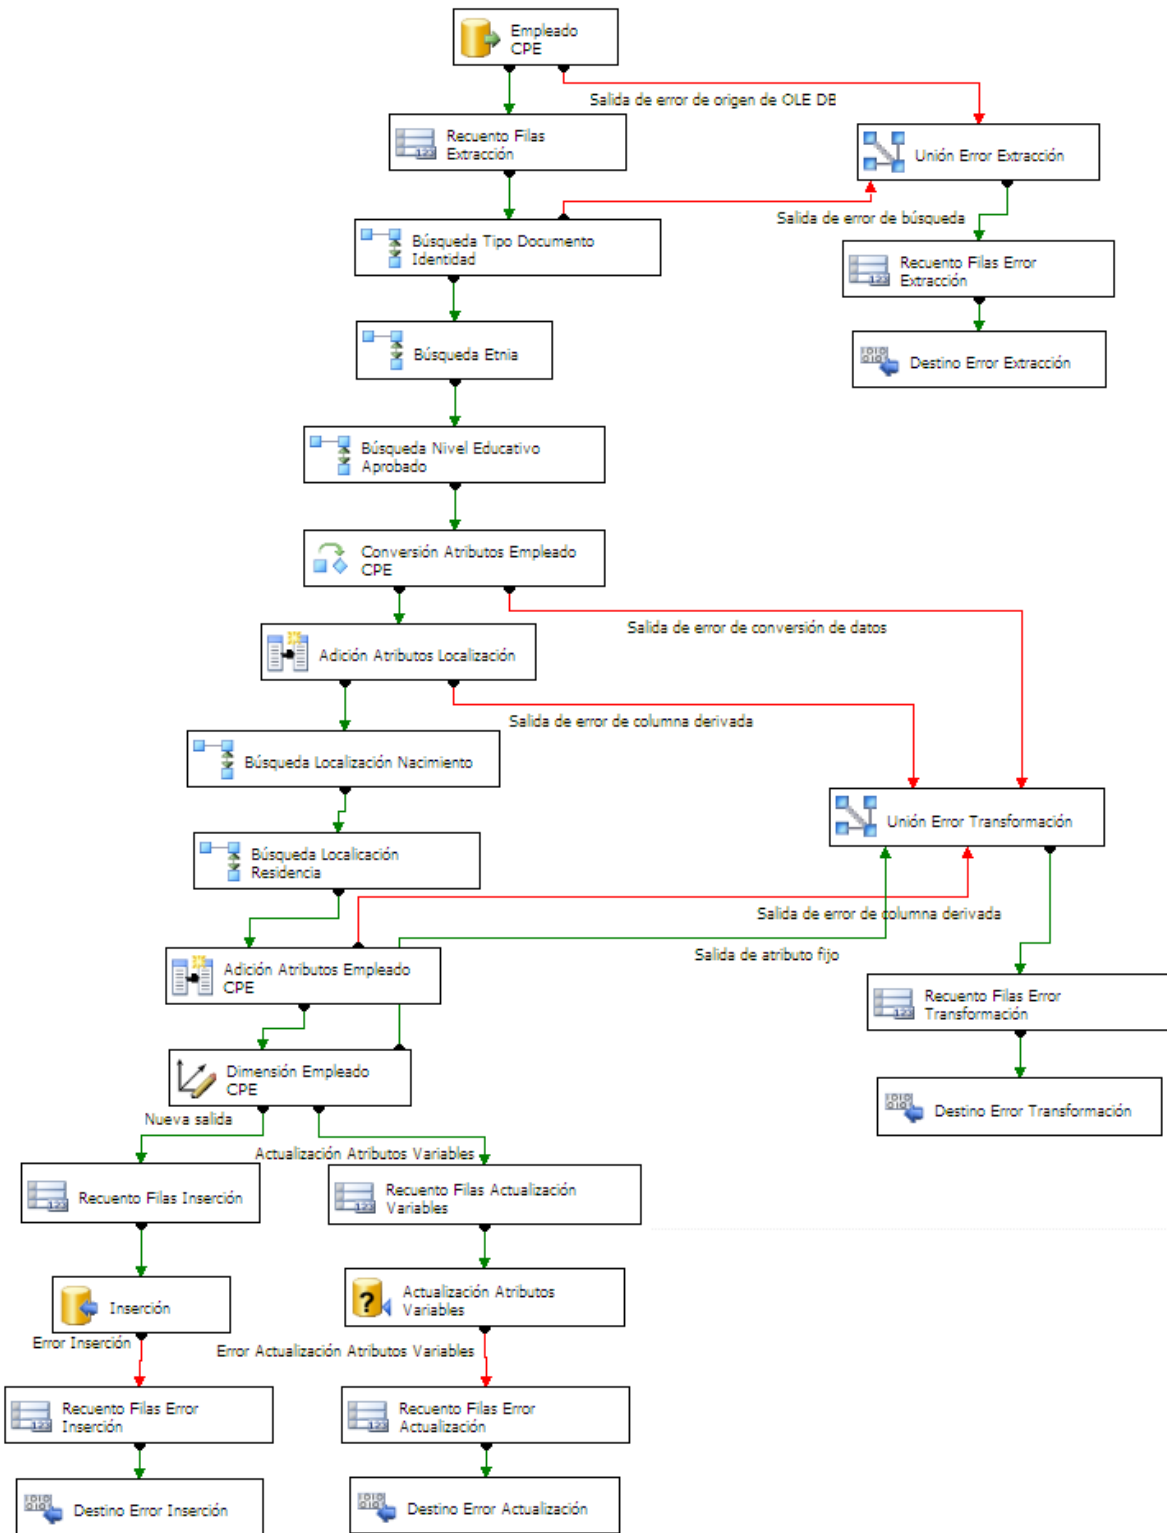 Empleado
CPE
Salida de error de origen de OLE DB
Recuento Filas
Extracción
Unión Error Extracción
Salida de error de búsqueda
Búsqueda Tipo Documento
Identidad
Recuento Filas Error
Extracción
Búsqueda Etnia
Destino Error Extracción
Búsqueda Nivel Educativo
Aprobado
Conversión Atributos Empleado
CPE
Salida de error de conversión de datos
Adición Atributos Localización
Salida de error de columna derivada
Búsqueda Localización Nacimiento
Unión Error Transformación
Búsqueda Localicación
Residencia
Salida de error de columna derivada
Salida de atributo fijo
Adición Atributos Empleado
CPE
Recuento Filas Error
Transformación
Dimensión Empleado
CPE
Destino Error Transformación
Nueva salida
Actualización Atributos Variables
Recuento Filas Inserción
Recuento Filas Actualización
Variables
Inserción
Actualización Atributos
Variables
Error Inserción
Error Actualización Atributos Variables
Recuento Filas Error
Inserción
Recuento Filas Error
Actualización
Destino Error Inserción
Destino Error Actualización